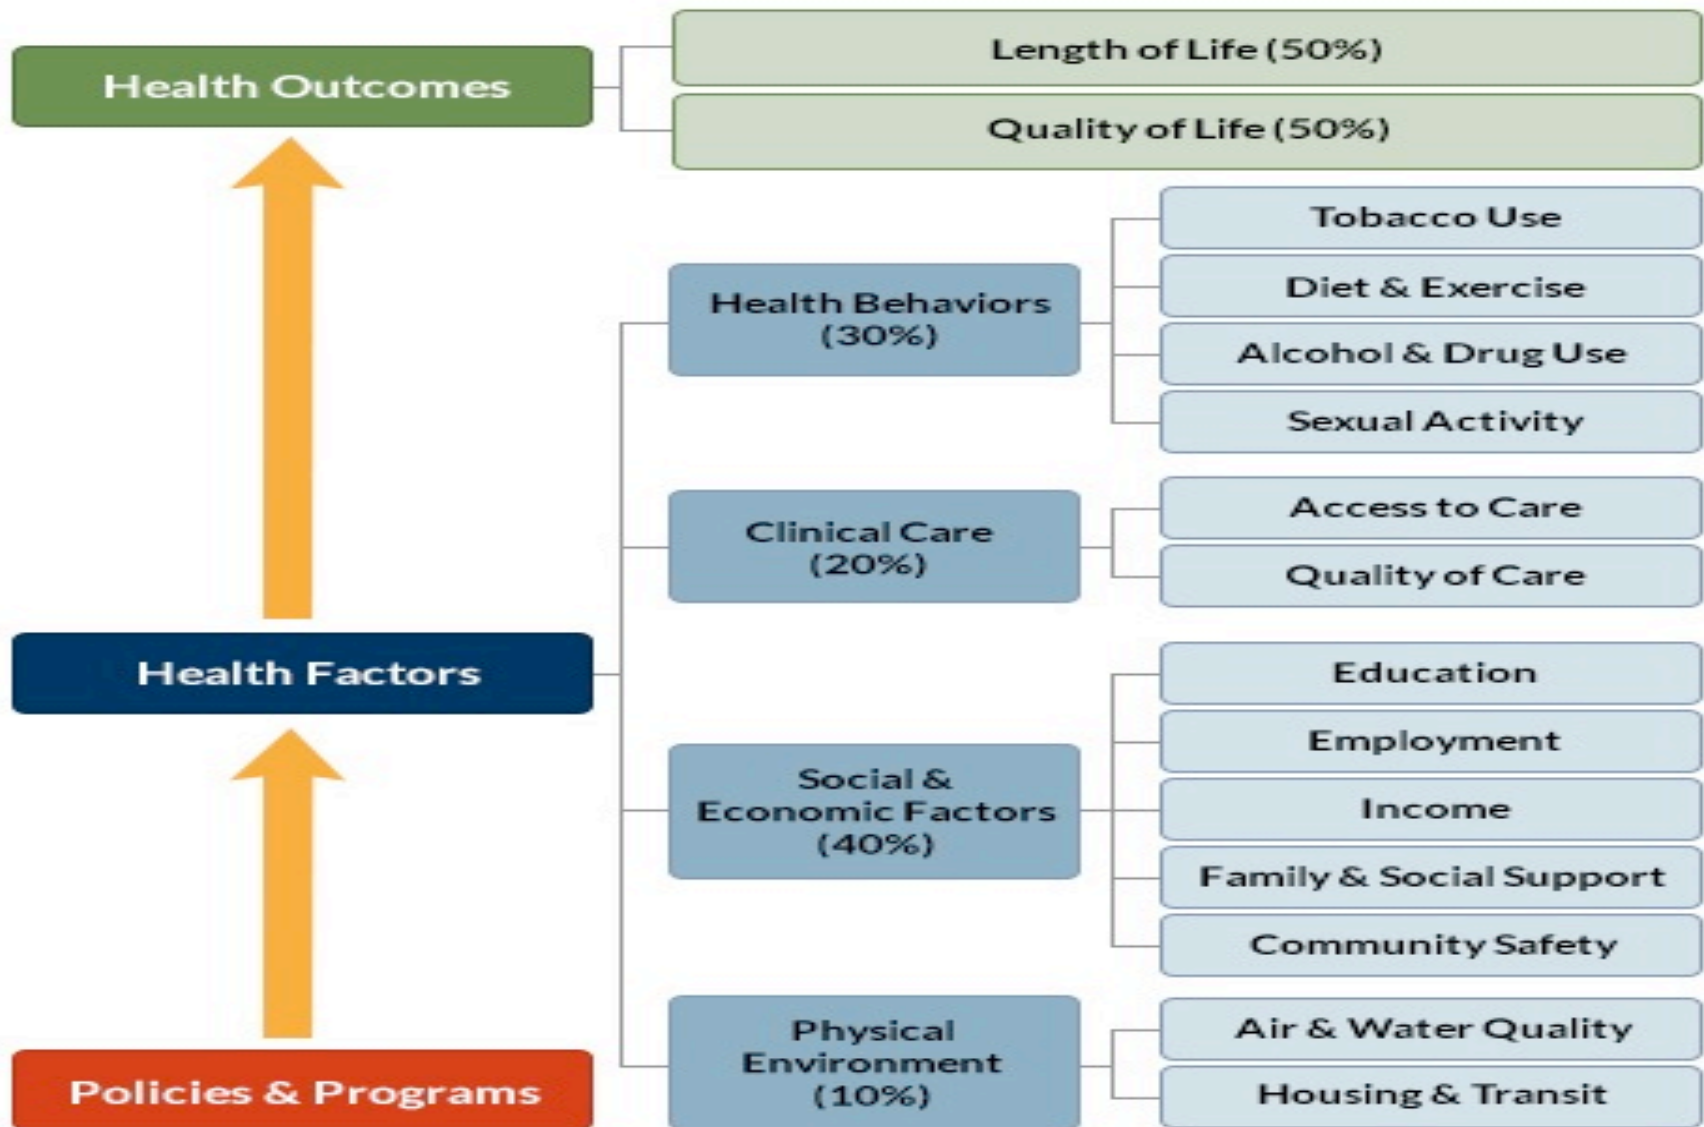 Health Outcomes
Length of Life (50%)
Quality of Life (50%)
Health Factors
Health Behaviors
(30%)
Tobacco Use
Diet & Exercise
Alcohol & Drug Use
Sexual Activity
Clinical Care
(20%)
Access to Care
Quality of Care
Social &
Economic Factors
(40%)
Education
Employment
Income
Family & Social Support
Community Safety
Physical
Environment
(10%)
Air & Water Quality
Housing & Transit
Policies & Programs